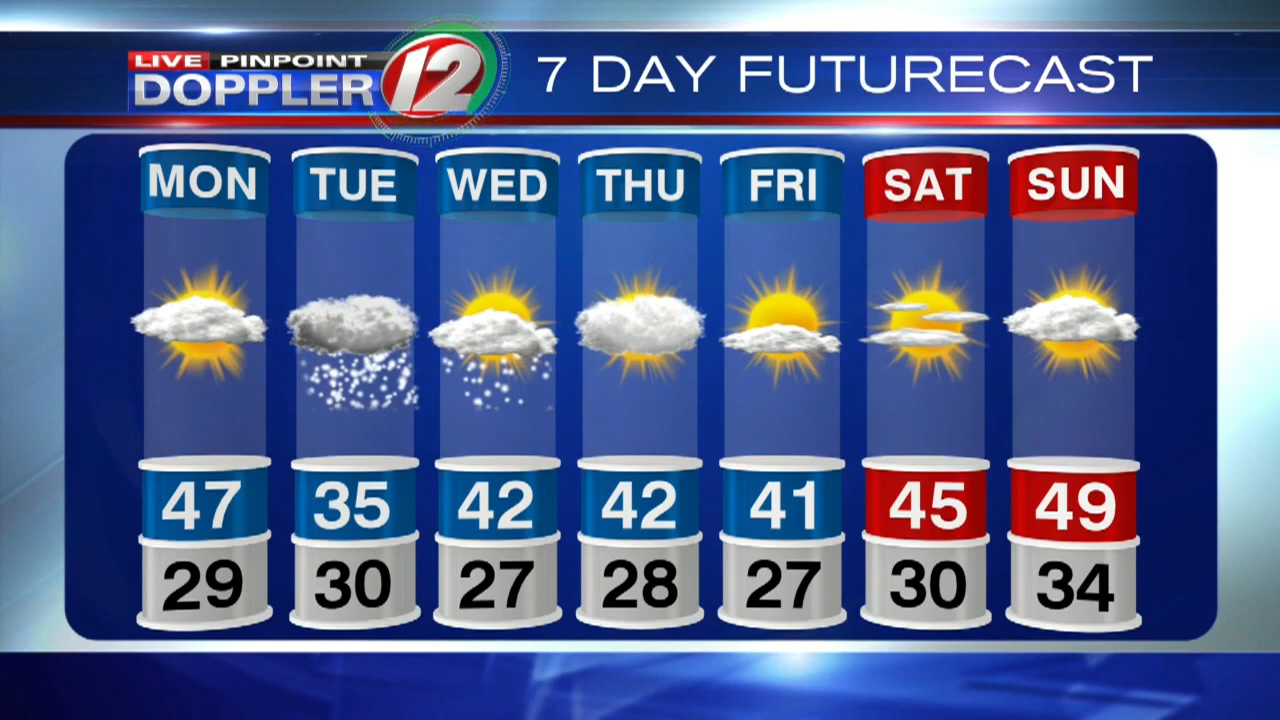 LIVE PINPOINT
DOPPLER 12
7 DAY FUTURECAST
MON TUE WED THU FRI SAT SUN
47 35 42 42 41 45 49
29 30 27 28 27 30 34